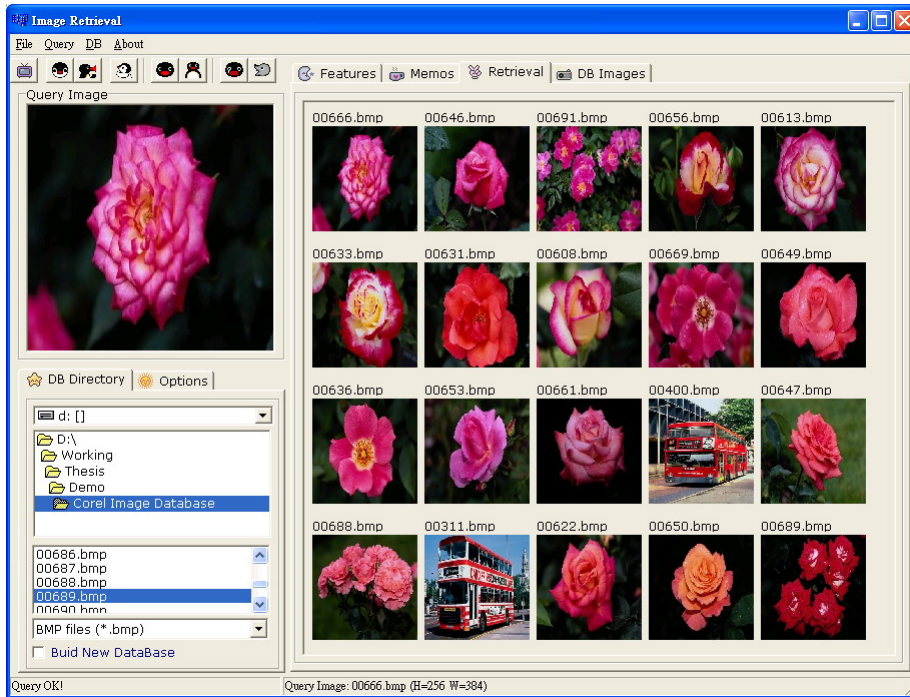 Image Retrieval
File Query DB About
Query Image
Features Memos Retrieval DB Images
00666.bmp 00646.bmp 00691.bmp 00656.bmp 00613.bmp
00633.bmp 00631.bmp 00608.bmp 00669.bmp 00649.bmp
00636.bmp 00653.bmp 00661.bmp 00400.bmp 00647.bmp
00688.bmp 00311.bmp 00622.bmp 00650.bmp 00689.bmp
DB Directory Options
d: []
D:\
Working
Thesis
Demo
Corel Image Database
00686.bmp
00687.bmp
00688.bmp
00689.bmp
00690.bmp
BMP files (*.bmp)
Buid New DataBase
Query OK!
Query Image: 00666.bmp (H=256 W=384)